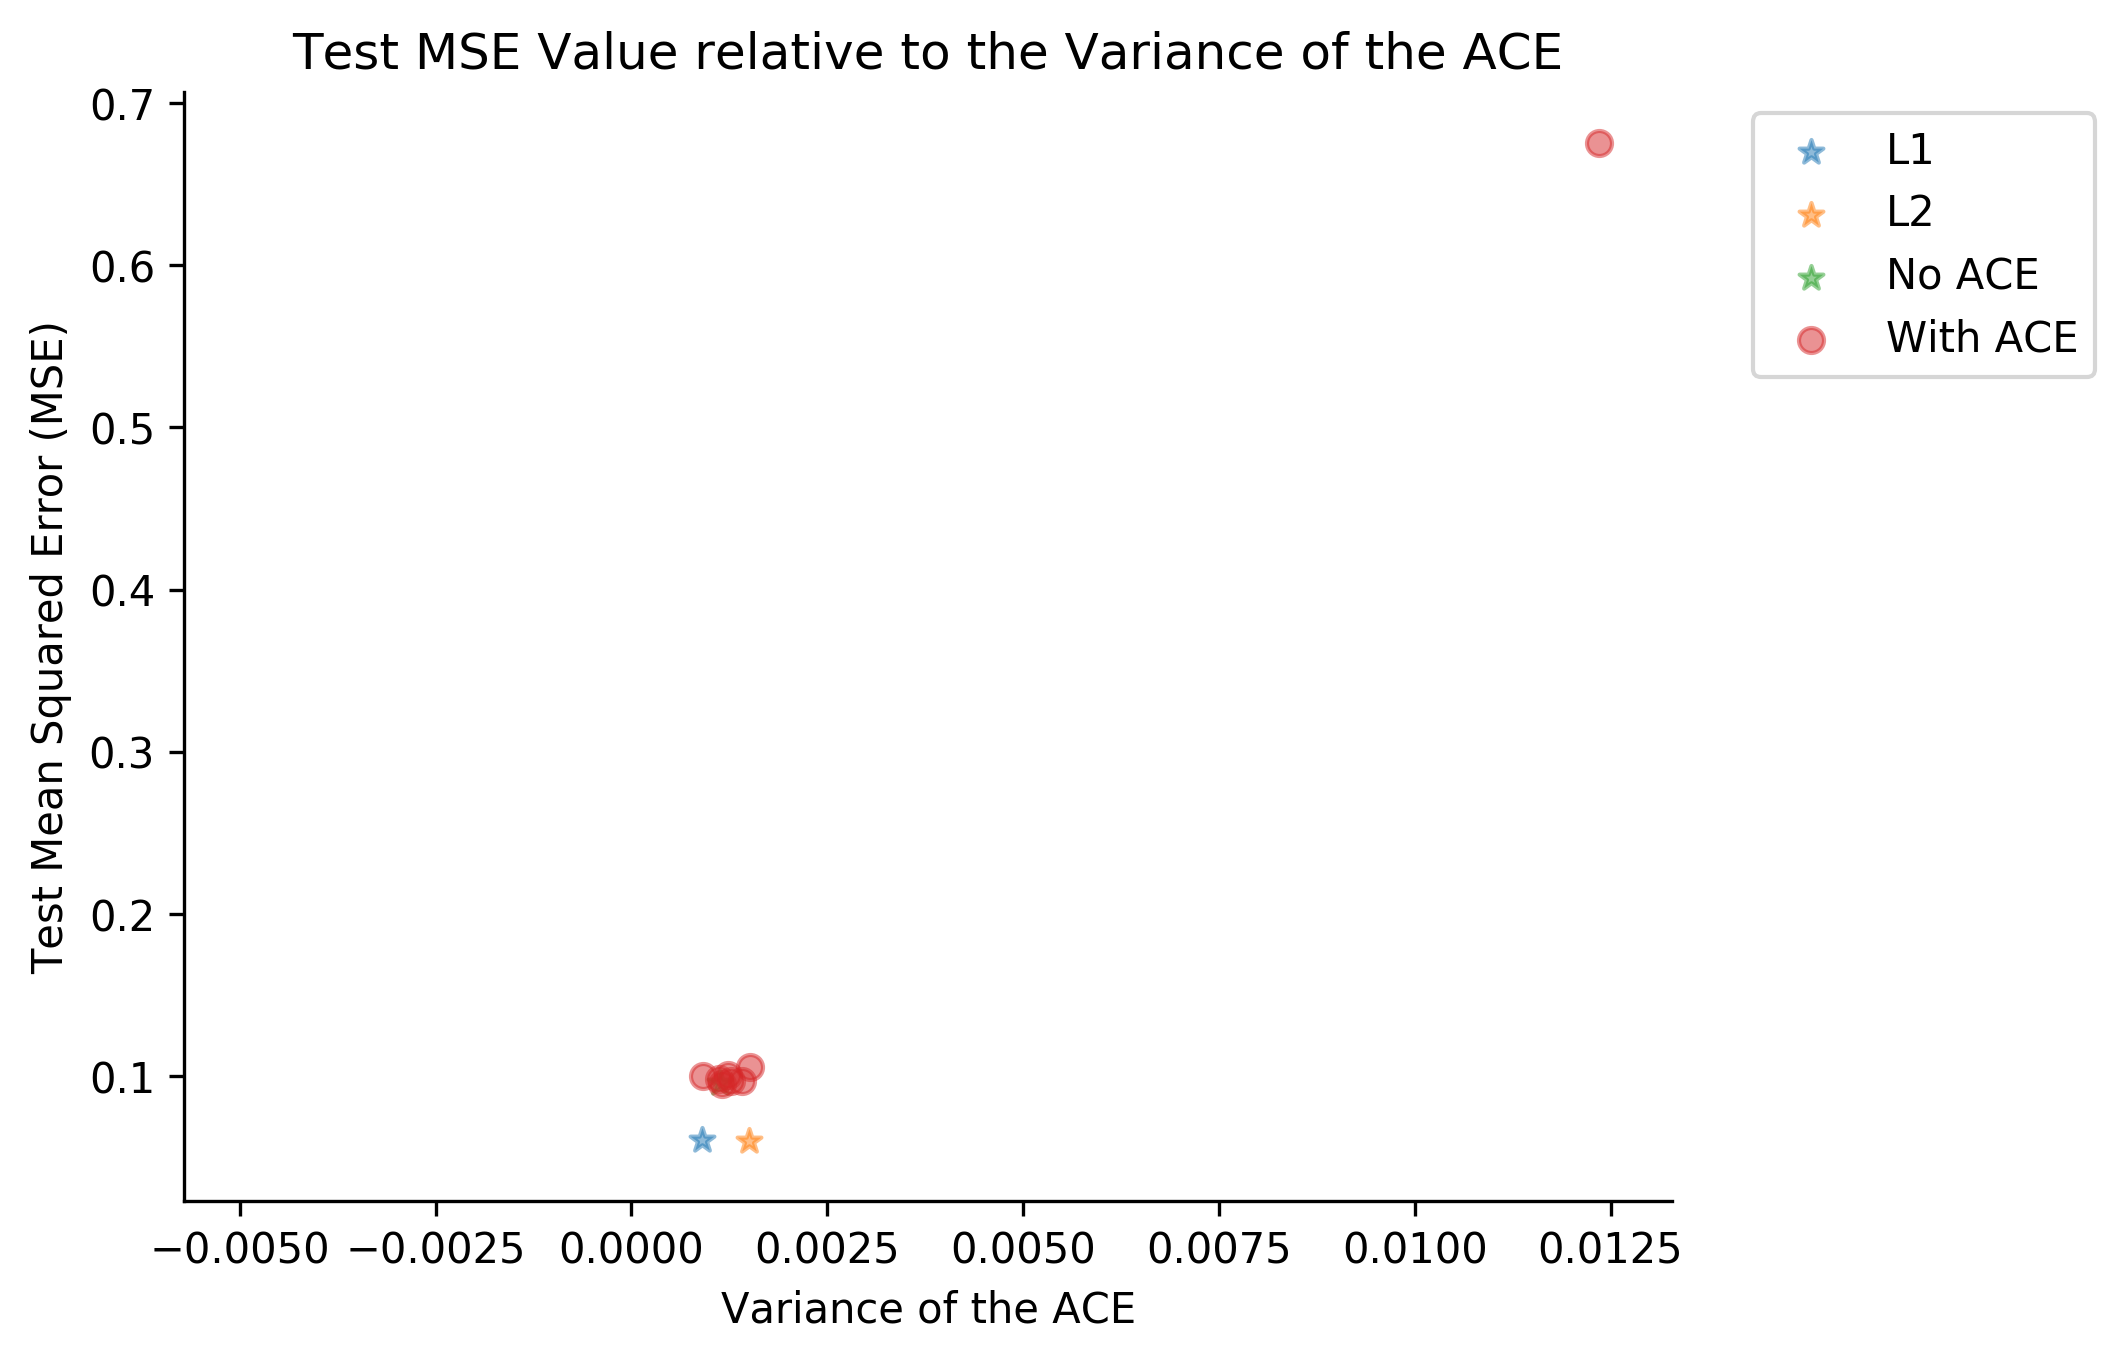 Test MSE Value relative to the Variance of the ACE
0.7
0.6
0.5
0.4
0.3
0.2
0.1
Test Mean Squared Error (MSE)
−0.0050
−0.0025
0.0000
0.0025
0.0050
0.0075
0.0100
0.0125
Variance of the ACE
L1
L2
No ACE
With ACE